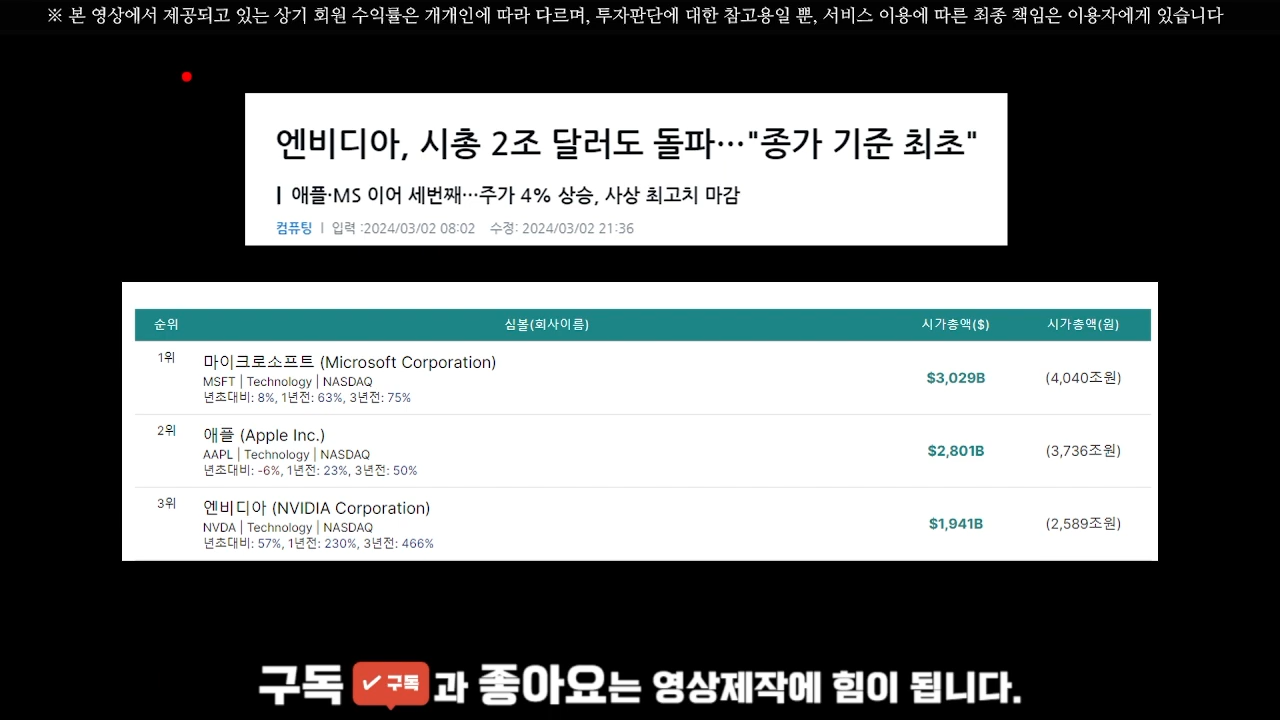 ※ 본 영상에서 제공되고 있는 상기 회원 수익률은 개개인에 따라 다르며, 투자판단에 대한 참고용일 뿐, 서비스 이용에 따른 최종 책임은 이용자에게 있습니다
엔비디아, 시총 2조 달러도 돌파…"종가 기준 최초"
애플·MS 이어 세번째…주가 4% 상승, 사상 최고치 마감
컴퓨팅 | 입력 :2024/03/02 08:02 수정: 2024/03/02 21:36
순위 심볼(회사이름) 시가총액($) 시가총액(원)
1위 마이크로소프트 (Microsoft Corporation)
MSFT | Technology | NASDAQ $3,029B (4,040조원)
년초대비: 8%, 1년전: 63%, 3년전: 75%
2위 애플 (Apple Inc.)
AAPL | Technology | NASDAQ $2,801B (3,736조원)
년초대비: -6%, 1년전: 23%, 3년전: 50%
3위 엔비디아 (NVIDIA Corporation)
NVDA | Technology | NASDAQ $1,941B (2,589조원)
년초대비: 57%, 1년전: 230%, 3년전: 466%
구독 ✓ 구독 과 좋아요는 영상제작에 힘이 됩니다.